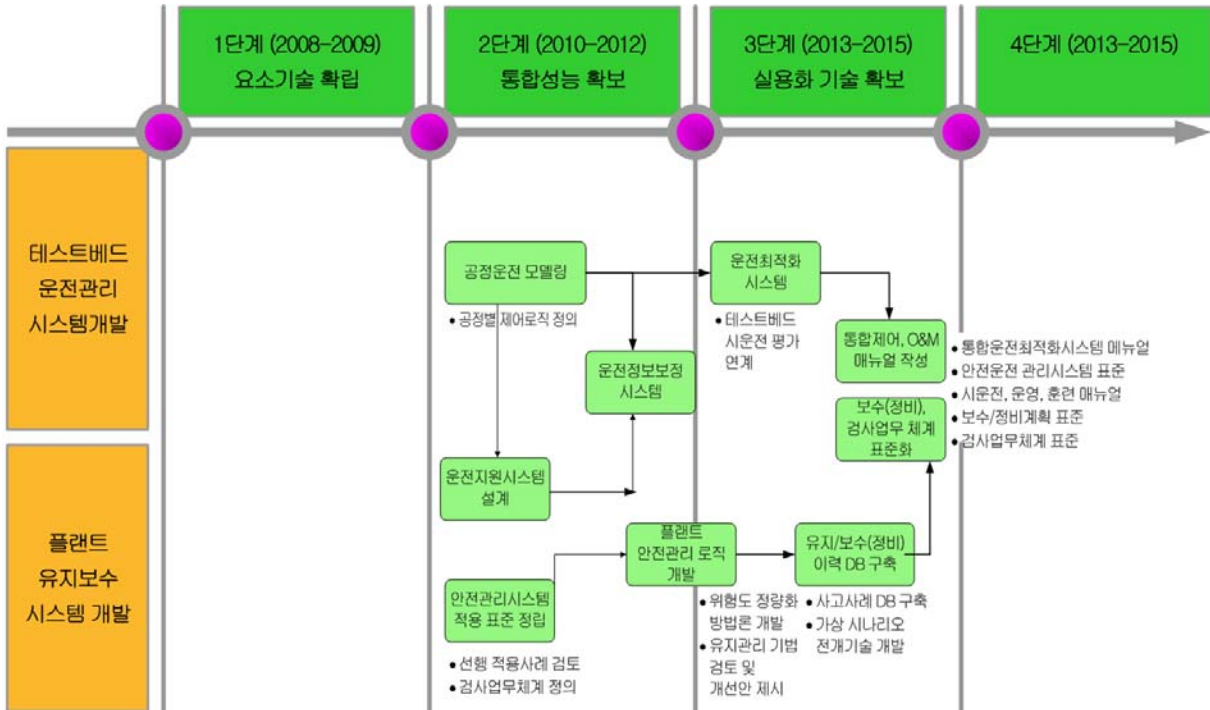 1단계 (2008-2009)
요소기술 확립
2단계 (2010-2012)
통합성능 확보
3단계 (2013-2015)
실용화 기술 확보
4단계 (2013-2015)
테스트베드
운전관리
시스템개발
공정운전 모델링
• 공정별 제어로직 정의
운전정보보정
시스템
운전지원시스템
설계
운전최적화
시스템
• 테스트베드
시운전 평가
연계
통합제어, O&M
매뉴얼 작성
보수(정비),
검사업무 체계
표준화
• 통합운전최적화시스템 메뉴얼
• 안전운전 관리시스템 표준
• 시운전, 운영, 훈련 매뉴얼
• 보수/정비계획 표준
• 검사업무체계 표준
플랜트
유지보수
시스템 개발
안전관리시스템
적용 표준 정립
• 선행 적용사례 검토
• 검사업무체계 정의
플랜트
안전관리 로직
개발
• 위험도 정량화
방법론 개발
• 유지관리 기법
검토 및
개선안 제시
유지/보수(정비)
이력 DB 구축
• 사고사례 DB 구축
• 가상 시나리오
전개기술 개발